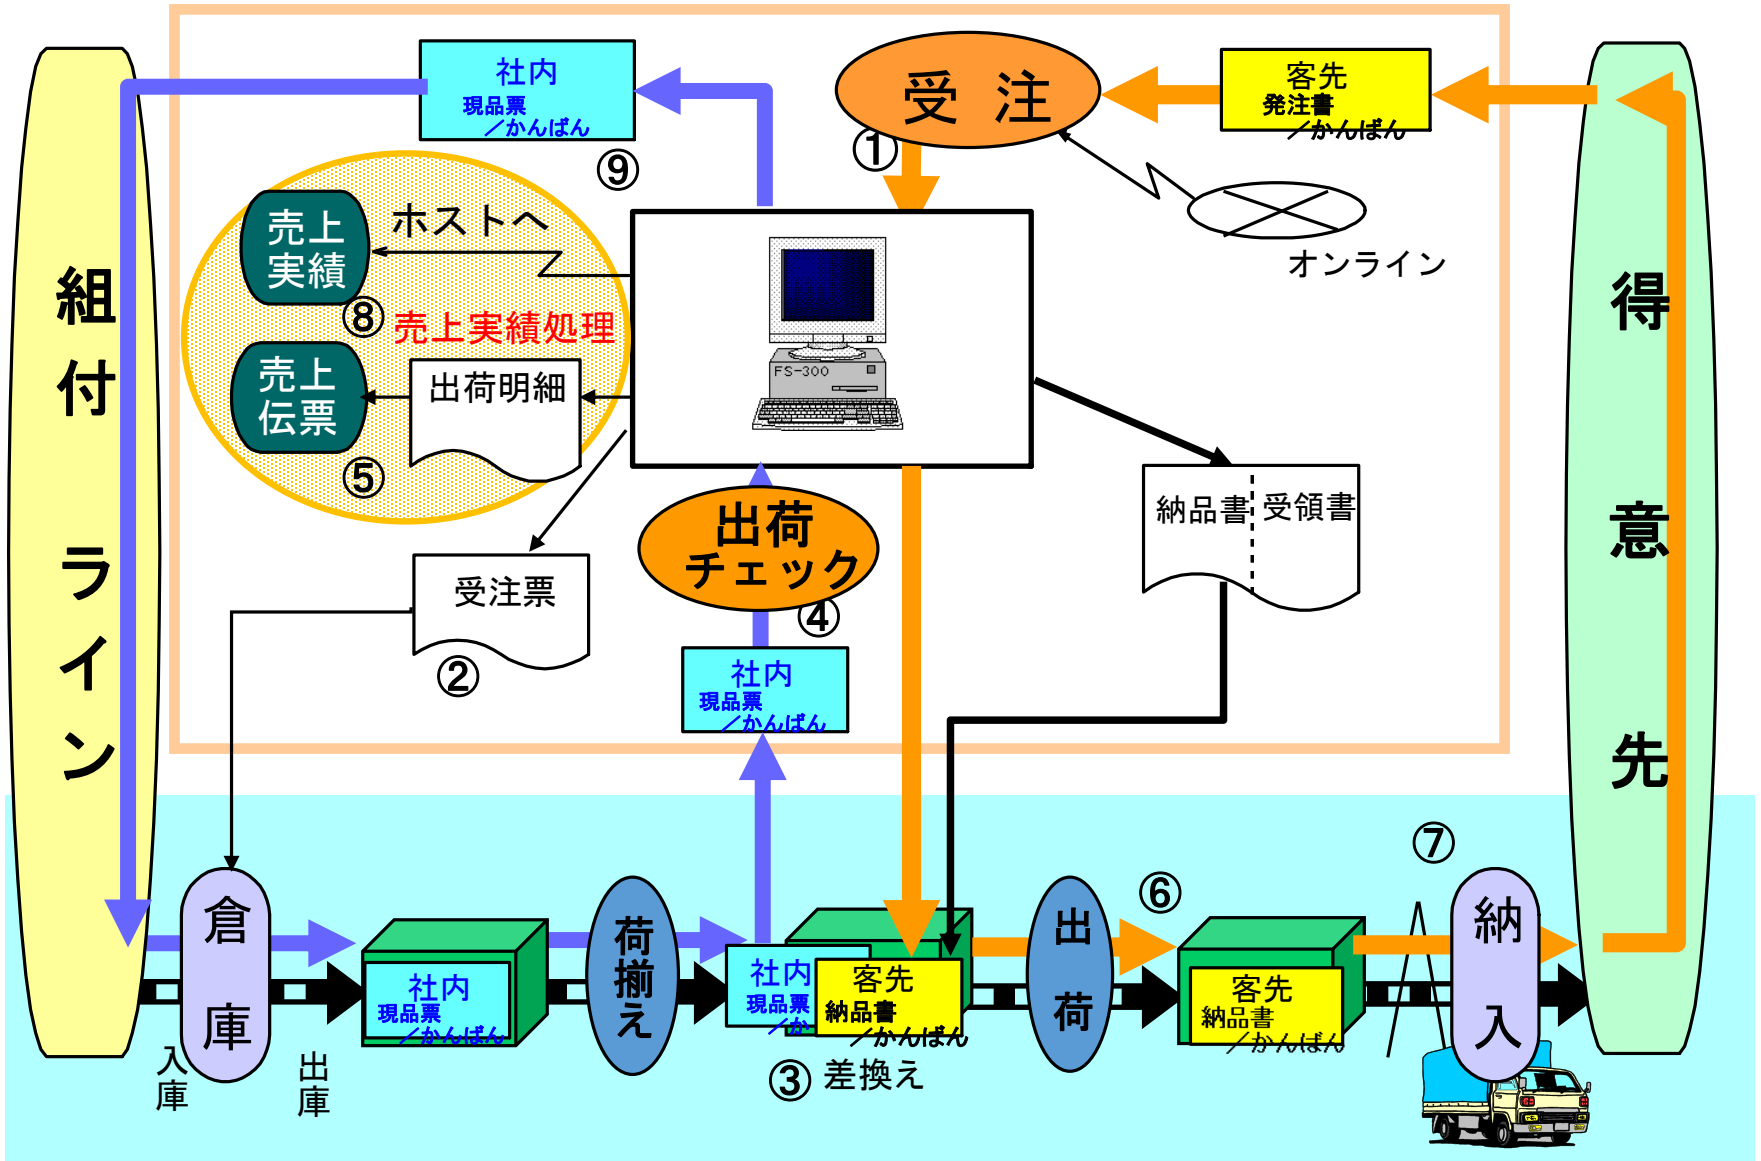 社内
現品票
／かんばん
⑨
受 注
①
客先
発注書
／かんばん
オンライン
組付ライン
得意先
売上
実績
ホストへ
⑧
売上実績処理
売上
伝票
出荷明細
⑤
FS-300
納品書
受領書
出荷
チェック
④
受注票
②
社内
現品票
／かんばん
倉庫
入庫
出庫
社内
現品票
／かんばん
荷揃え
社内
現品票
／か
客先
納品書
／かんばん
③
差換え
出荷
⑥
客先
納品書
／かんばん
⑦
納入